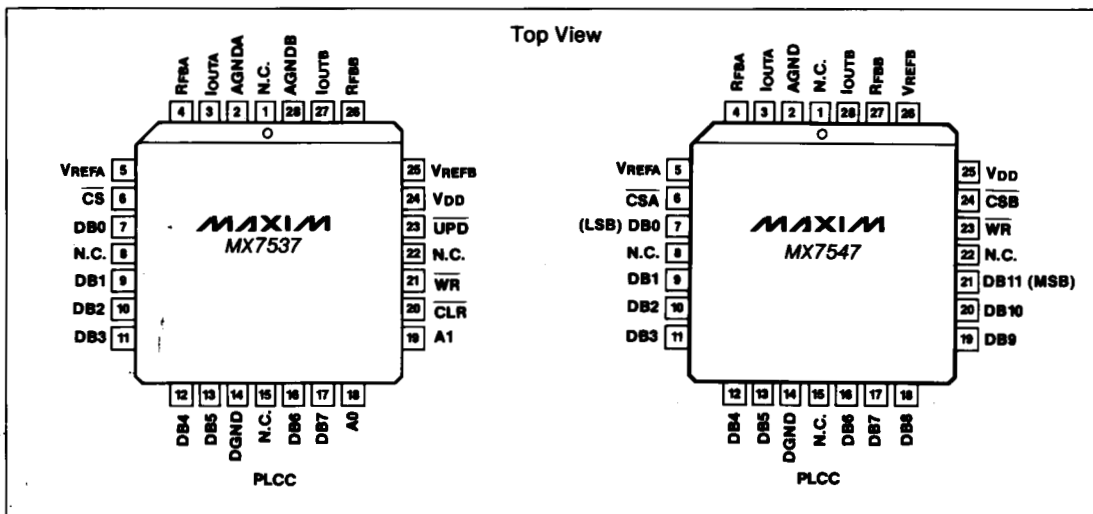 Top View
RFBA IOUTA AGNDA N.C. AGNDB IOUTB RFBB
4 3 2 1 28 27 26
VREFA 5
CS 6
DB0 7
N.C. 8
DB1 9
DB2 10
DB3 11
MAXIM
MX7537
25 VREFB
24 VDD
23 UPD
22 N.C.
21 WR
20 CLR
19 A1
12 13 14 15 16 17 18
DB4 DB5 DGND N.C. DB6 DB7 A0
PLCC
RFBA IOUTA AGND N.C. IOUTB RFBB VREFB
4 3 2 1 28 27 26
VREFA 5
CSA 6
(LSB) DB0 7
N.C. 8
DB1 9
DB2 10
DB3 11
MAXIM
MX7547
25 VDD
24 CSB
23 WR
22 N.C.
21 DB11 (MSB)
20 DB10
19 DB9
12 13 14 15 16 17 18
DB4 DB5 DGND N.C. DB6 DB7 DB8
PLCC